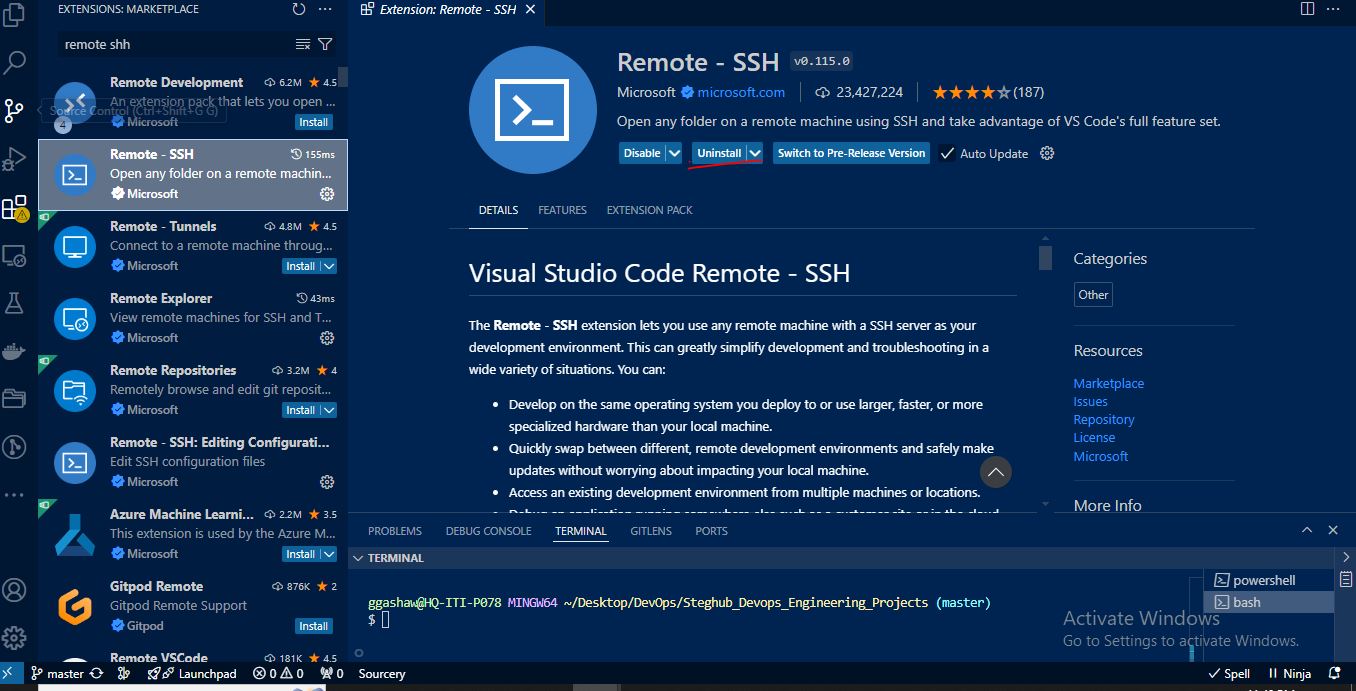 EXTENSIONS: MARKETPLACE
remote shh
Remote Development 6.2M ★ 4.5
An extension pack that lets you open ...
Source Control (Ctrl+Shift+G G)
Microsoft Install
4
Remote - SSH 155ms
Open any folder on a remote machin...
Microsoft
Remote - Tunnels 4.8M ★ 4.5
Connect to a remote machine throug...
Microsoft Install
Remote Explorer 43ms
View remote machines for SSH and T...
Microsoft
Remote Repositories 3.2M ★ 4
Remotely browse and edit git reposit...
Microsoft Install
Remote - SSH: Editing Configurati...
Edit SSH configuration files
Microsoft
Azure Machine Learni... 2.2M ★ 3.5
This extension is used by the Azure M...
Microsoft Install
Gitpod Remote 876K ★ 2
Gitpod Remote Support
Gitpod Install
Remote VSCode 181K ★ 4.5
Extension: Remote - SSH
Remote - SSH v0.115.0
Microsoft microsoft.com 23,427,224 ★★★★☆(187)
Open any folder on a remote machine using SSH and take advantage of VS Code's full feature set.
Disable Uninstall Switch to Pre-Release Version Auto Update
DETAILS FEATURES EXTENSION PACK
Visual Studio Code Remote - SSH
The Remote - SSH extension lets you use any remote machine with a SSH server as your
development environment. This can greatly simplify development and troubleshooting in a
wide variety of situations. You can:
• Develop on the same operating system you deploy to or use larger, faster, or more
specialized hardware than your local machine.
• Quickly swap between different, remote development environments and safely make
updates without worrying about impacting your local machine.
• Access an existing development environment from multiple machines or locations.
Categories
Other
Resources
Marketplace
Issues
Repository
License
Microsoft
More Info
PROBLEMS DEBUG CONSOLE TERMINAL GITLENS PORTS
TERMINAL
ggashaw@HQ-ITI-P078 MINGW64 ~/Desktop/DevOps/Steghub_Devops_Engineering_Projects (master)
$
powershell
bash
Activate Windows
Go to Settings to activate Windows.
master 0 0 0 Launchpad Sourcery Spell Ninja